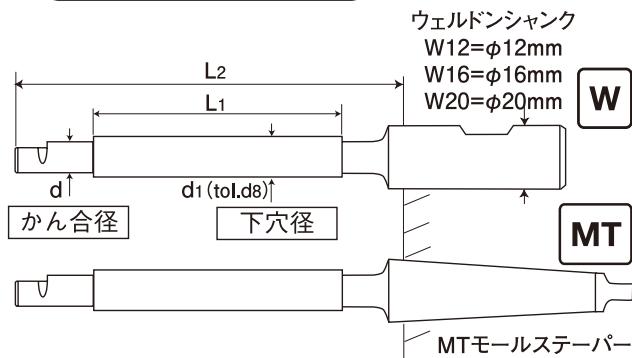 ウェルドンシャンク
W12=φ12mm
W16=φ16mm
W20=φ20mm
W
L2
L1
d
d1(tol.d8)
かん合径
下穴径
MT
MTモールステーパー